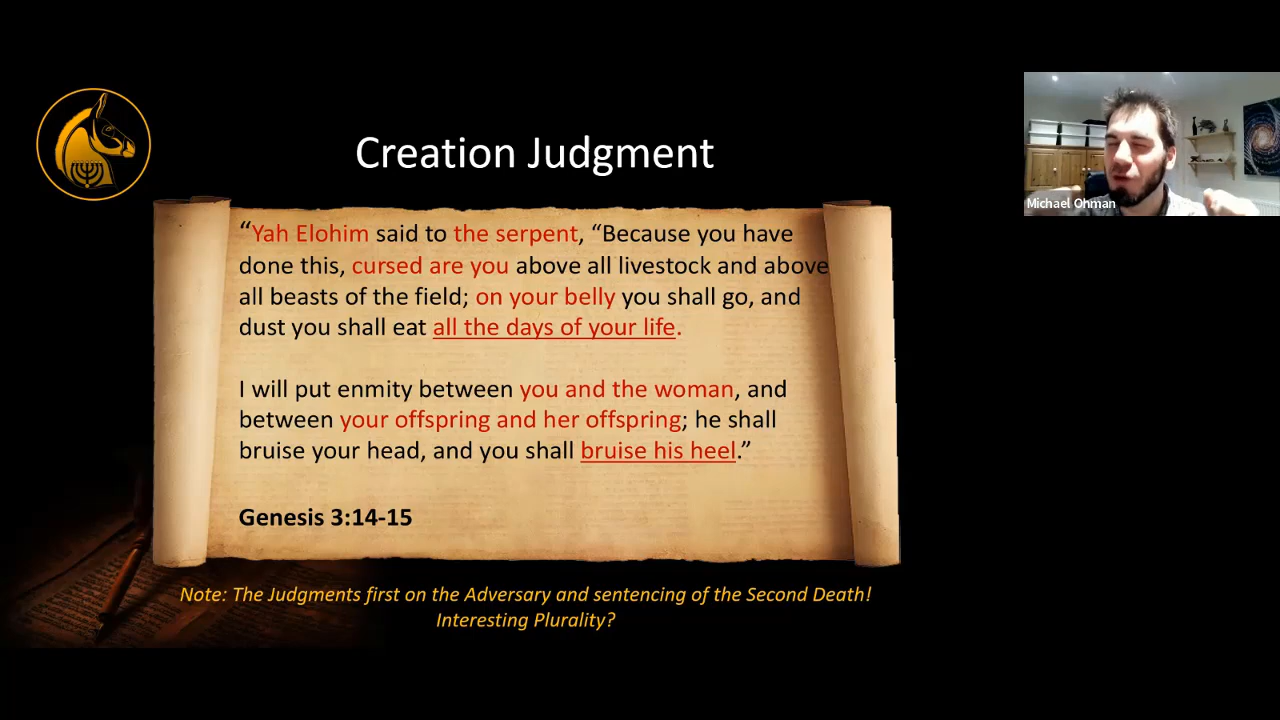 Creation Judgment
Michael Ohman
“Yah Elohim said to the serpent, “Because you have
done this, cursed are you above all livestock and above
all beasts of the field; on your belly you shall go, and
dust you shall eat all the days of your life.
I will put enmity between you and the woman, and
between your offspring and her offspring; he shall
bruise your head, and you shall bruise his heel.”
Genesis 3:14-15
Note: The Judgments first on the Adversary and sentencing of the Second Death!
Interesting Plurality?